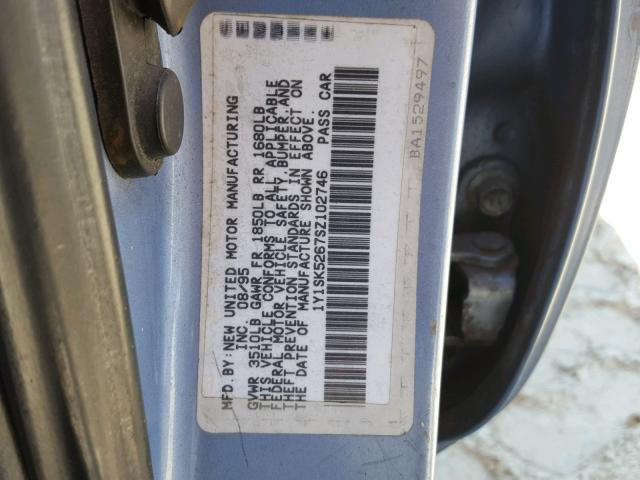 MFD.BY:NEW UNITED MOTOR MANUFACTURING
INC. 08/95
GVWR 3510LB GAWR FR 1850LB RR 1680LB
THIS VEHICLE CONFORMS TO ALL APPLICABLE
FEDERAL MOTOR VEHICLE SAFETY,BUMPER,AND
THEFT PREVENTION STANDARDS IN EFFECT ON
THE DATE OF MANUFACTURE SHOWN ABOVE.
1Y1SK5267SZ102746 PASS CAR
BA1529497